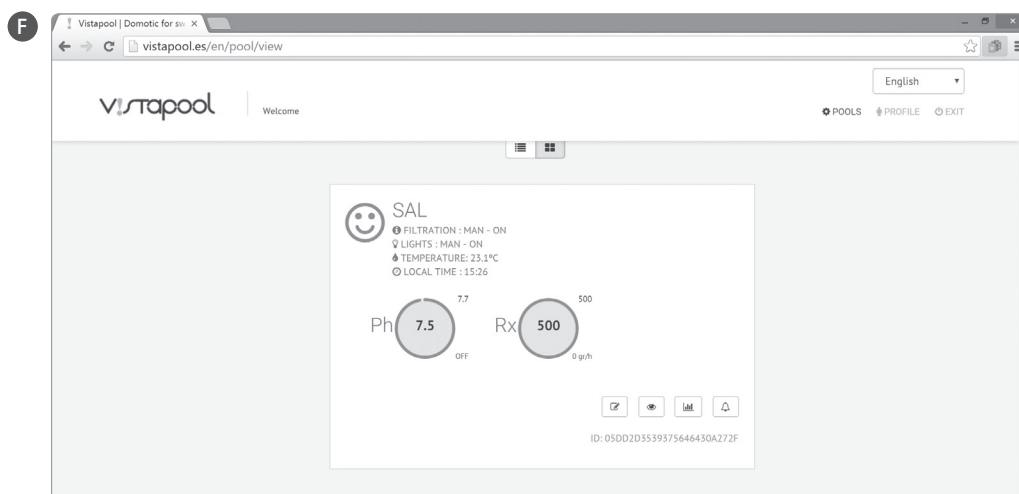 F
Vistapool | Domotic for sw
vistapool.es/en/pool/view
English
v!stapool
Welcome
POOLS PROFILE EXIT
SAL
FILTRATION : MAN - ON
LIGHTS : MAN - ON
TEMPERATURE: 23.1ºC
LOCAL TIME : 15:26
Ph 7.5 7.7 OFF
Rx 500 500 0 gr/h
ID: 05DD2D3539375646430A272F